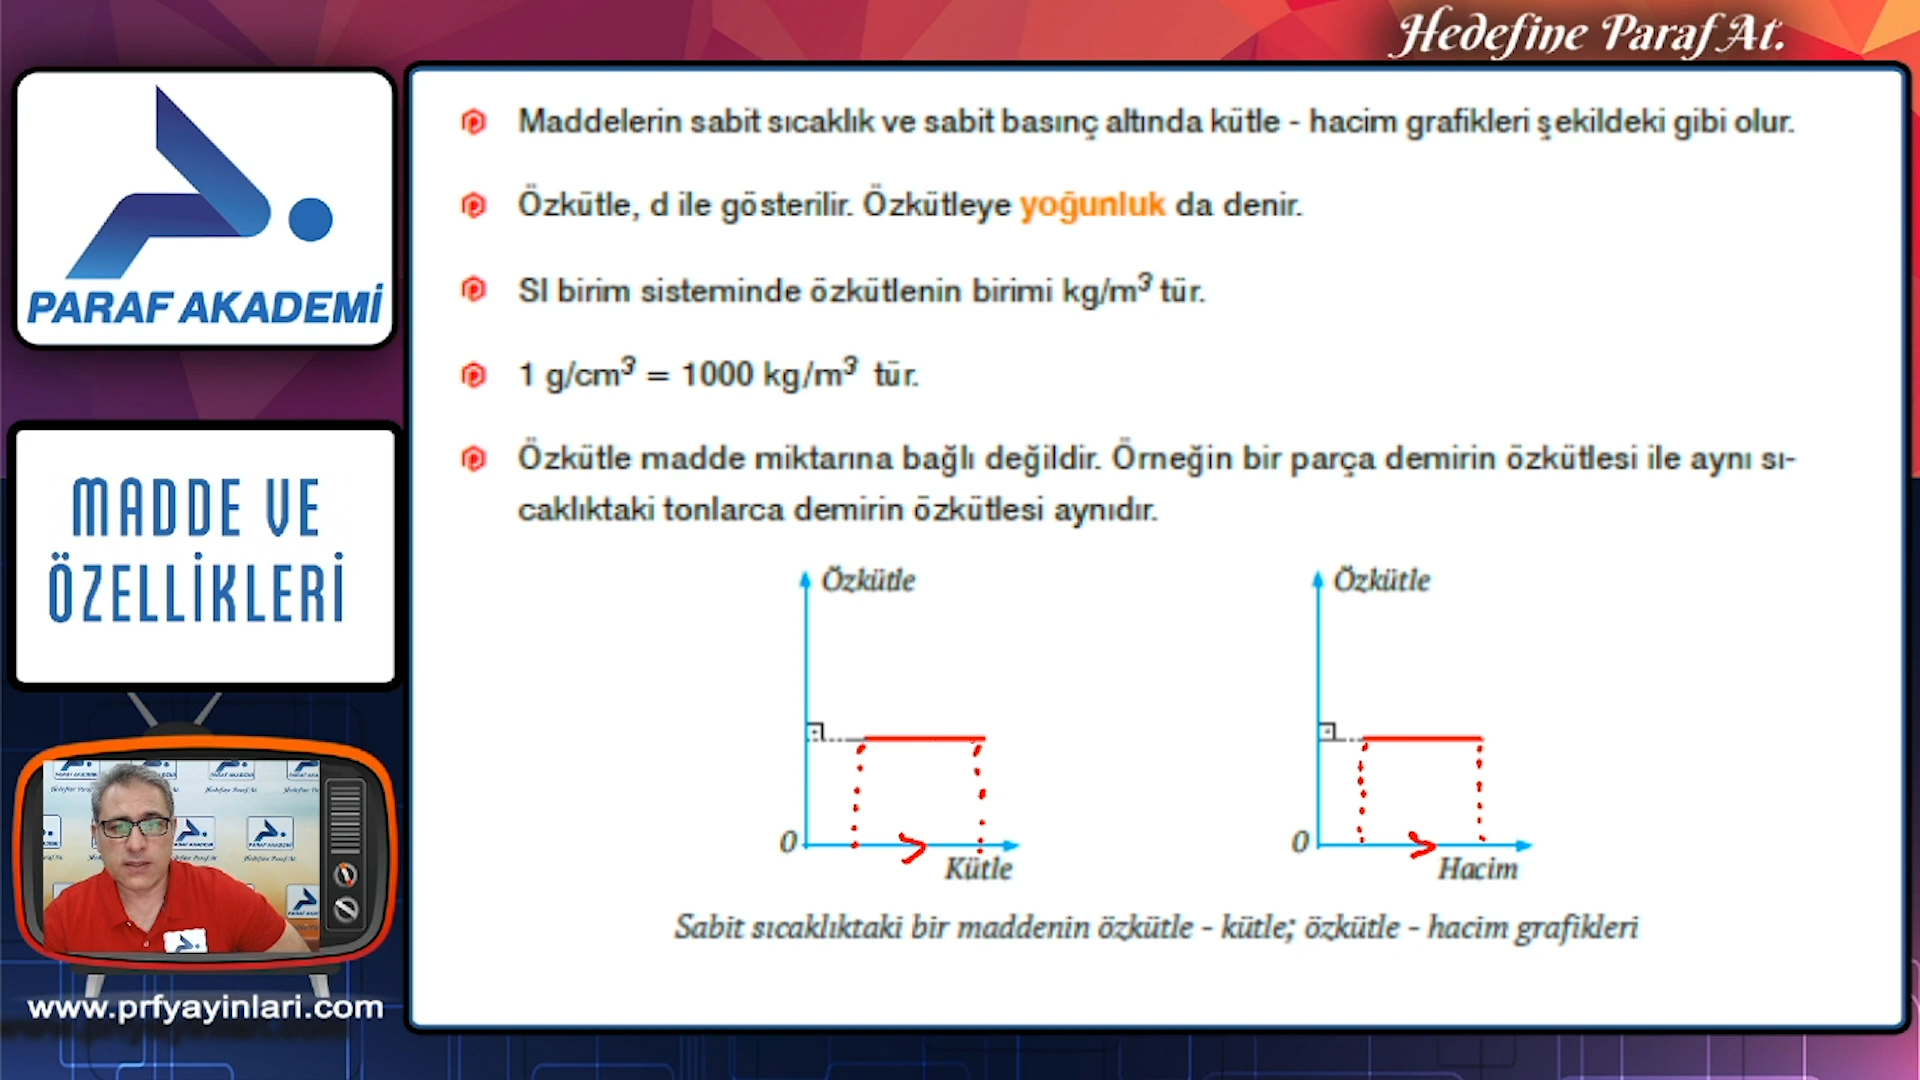 Hedefine Paraf At.
PARAF AKADEMİ
MADDE VE
ÖZELLİKLERİ
www.prfyayinlari.com
Maddelerin sabit sıcaklık ve sabit basınç altında kütle - hacim grafikleri şekildeki gibi olur.
Özkütle, d ile gösterilir. Özkütleye yoğunluk da denir.
SI birim sisteminde özkütlenin birimi kg/m³ tür.
1 g/cm³ = 1000 kg/m³ tür.
Özkütle madde miktarına bağlı değildir. Örneğin bir parça demirin özkütlesi ile aynı sı-
caklıktaki tonlarca demirin özkütlesi aynıdır.
Özkütle
0
Kütle
Özkütle
0
Hacim
Sabit sıcaklıktaki bir maddenin özkütle - kütle; özkütle - hacim grafikleri